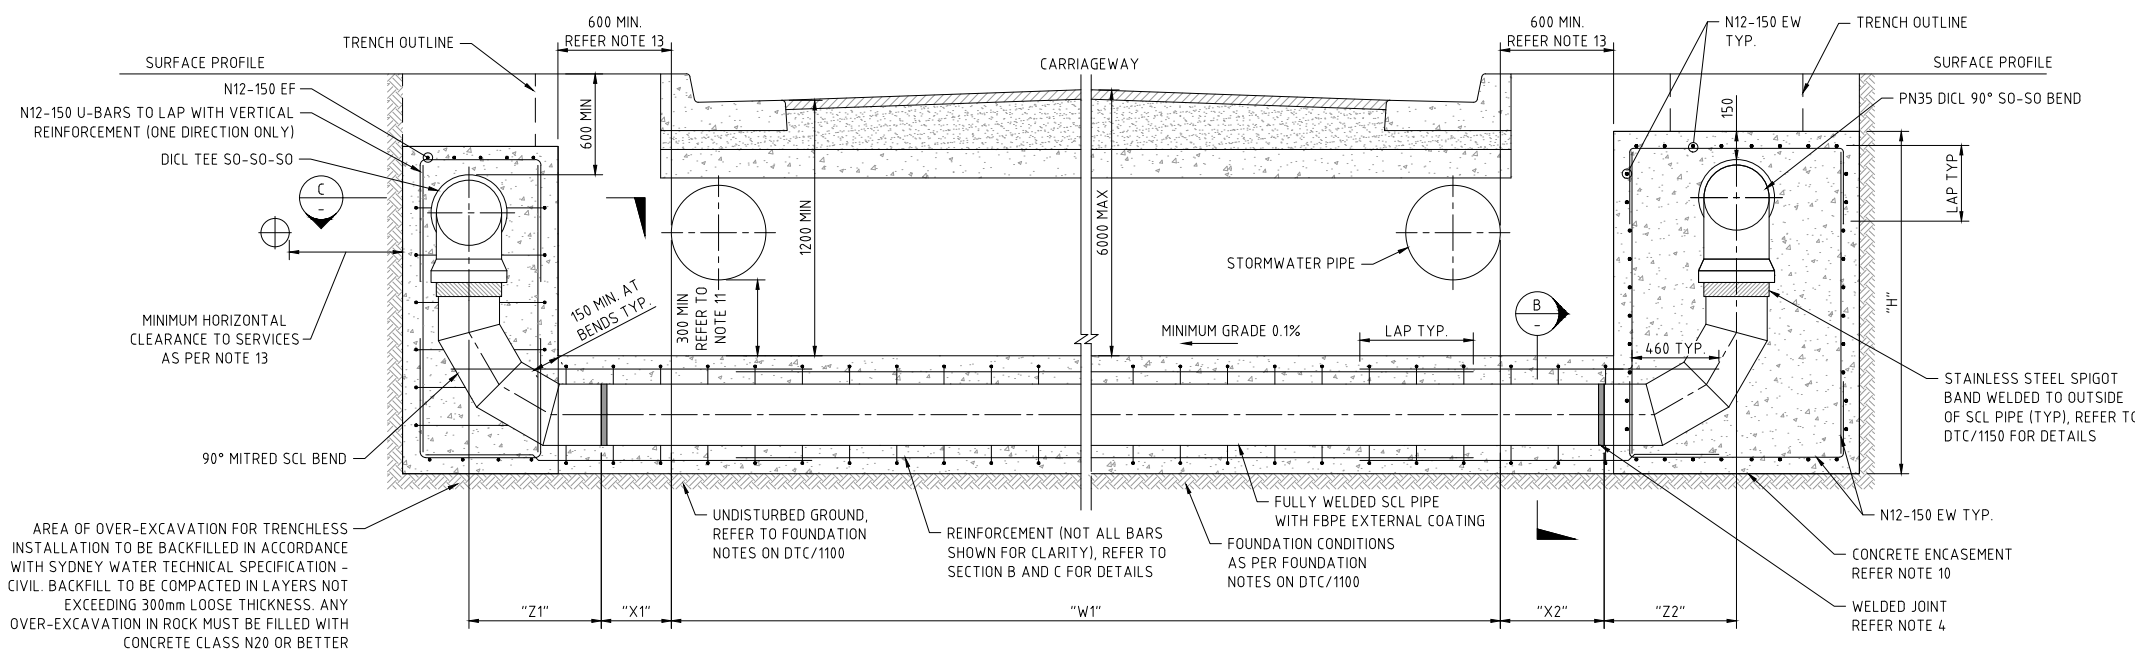 600 MIN.
REFER NOTE 13
TRENCH OUTLINE
SURFACE PROFILE
N12-150 EF
N12-150 U-BARS TO LAP WITH VERTICAL
REINFORCEMENT (ONE DIRECTION ONLY)
DICL TEE SO-SO-SO
C
-
600 MIN
MINIMUM HORIZONTAL
CLEARANCE TO SERVICES
AS PER NOTE 13
150 MIN. AT
BENDS TYP.
300 MIN
REFER TO
NOTE 11
1200 MIN
CARRIAGEWAY
6000 MAX
600 MIN.
REFER NOTE 13
N12-150 EW
TYP.
TRENCH OUTLINE
SURFACE PROFILE
150
PN35 DICL 90° SO-SO BEND
LAP TYP
STORMWATER PIPE
B
-
"H"
MINIMUM GRADE 0.1%
LAP TYP.
460 TYP.
STAINLESS STEEL SPIGOT
BAND WELDED TO OUTSIDE
OF SCL PIPE (TYP), REFER TO
DTC/1150 FOR DETAILS
90° MITRED SCL BEND
AREA OF OVER-EXCAVATION FOR TRENCHLESS
INSTALLATION TO BE BACKFILLED IN ACCORDANCE
WITH SYDNEY WATER TECHNICAL SPECIFICATION -
CIVIL. BACKFILL TO BE COMPACTED IN LAYERS NOT
EXCEEDING 300mm LOOSE THICKNESS. ANY
OVER-EXCAVATION IN ROCK MUST BE FILLED WITH
CONCRETE CLASS N20 OR BETTER
UNDISTURBED GROUND,
REFER TO FOUNDATION
NOTES ON DTC/1100
REINFORCEMENT (NOT ALL BARS
SHOWN FOR CLARITY), REFER TO
SECTION B AND C FOR DETAILS
FULLY WELDED SCL PIPE
WITH FBPE EXTERNAL COATING
FOUNDATION CONDITIONS
AS PER FOUNDATION
NOTES ON DTC/1100
N12-150 EW TYP.
CONCRETE ENCASEMENT
REFER NOTE 10
WELDED JOINT
REFER NOTE 4
"Z1"
"X1"
"W1"
"X2"
"Z2"